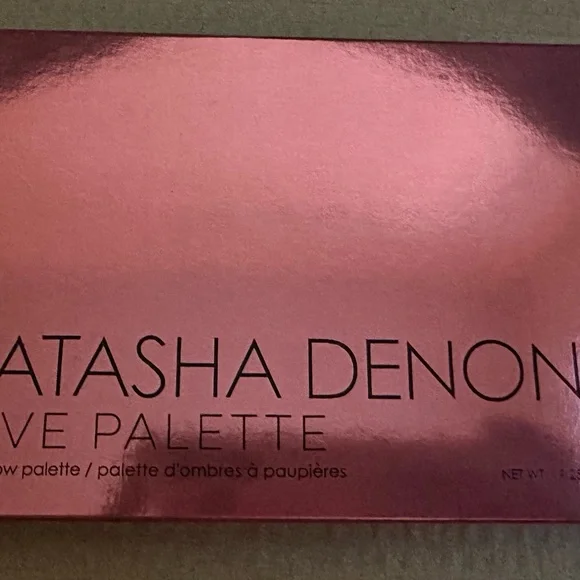 ATASHA DENON
VE PALETTE
ow palette / palette d'ombres à paupières
NET WT.